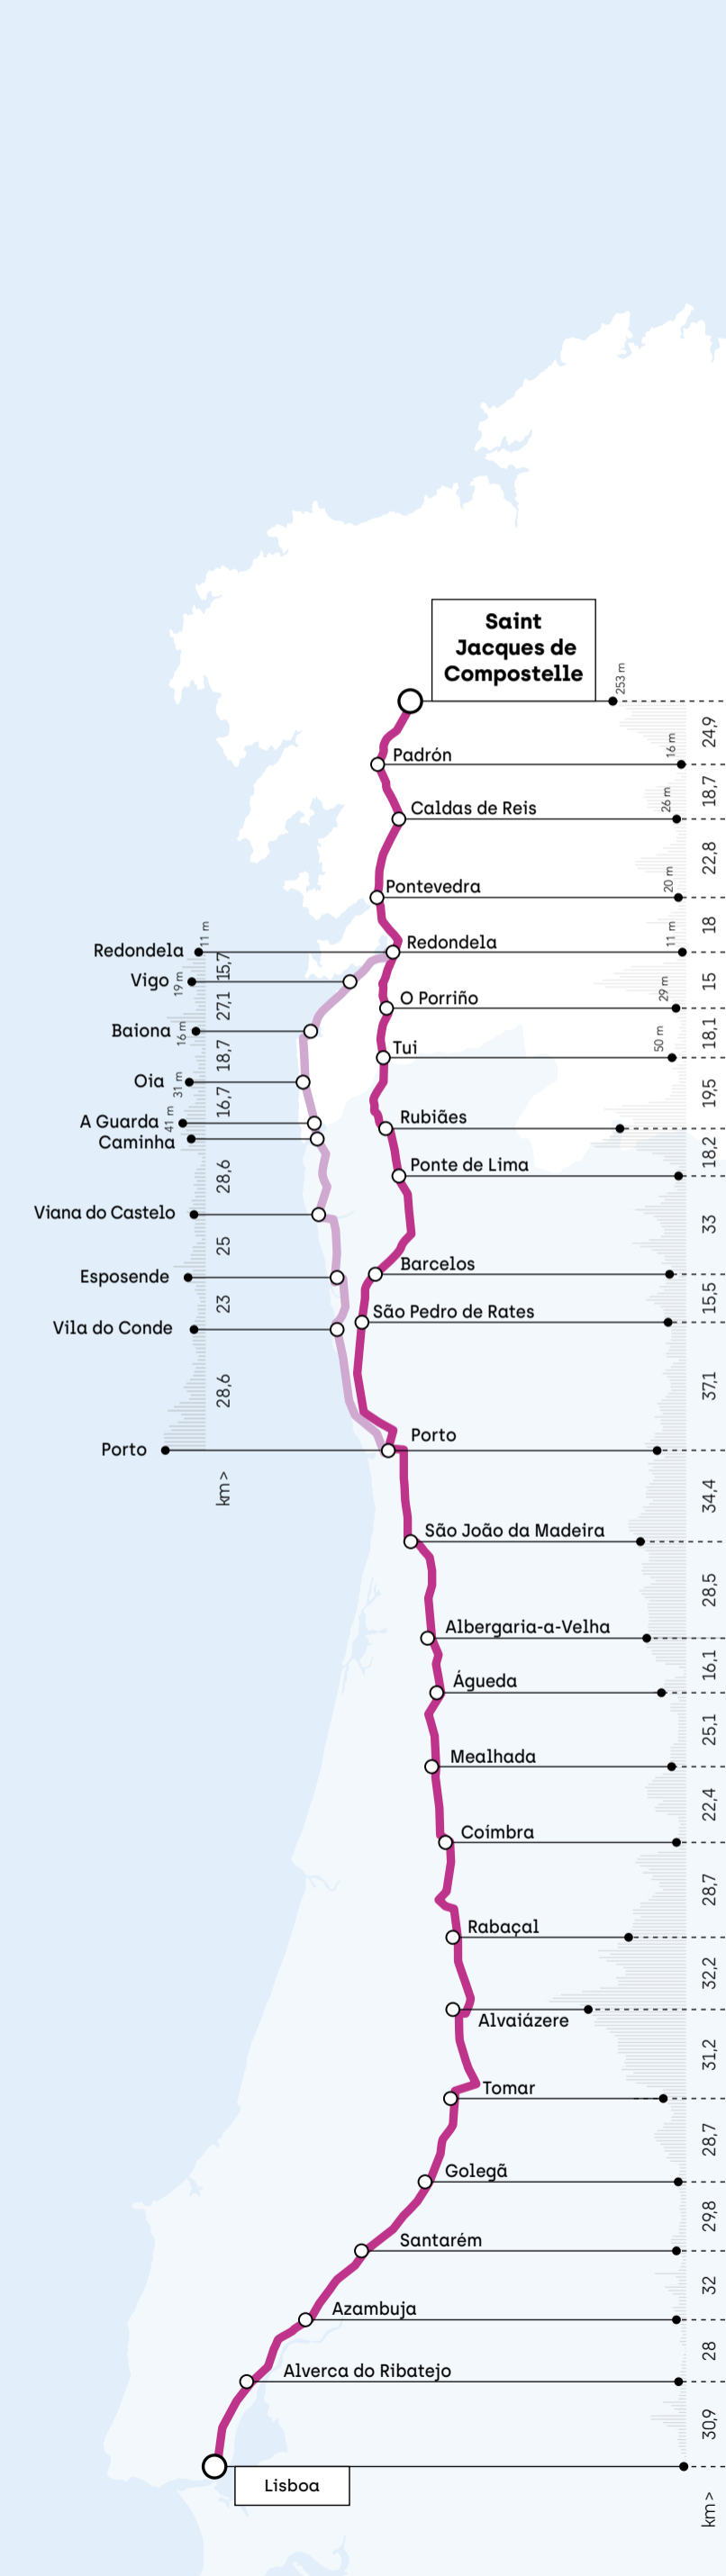 Saint
Jacques de
Compostelle
253 m
24,9
Padrón
16 m
18,7
Caldas de Reis
26 m
22,8
Pontevedra
20 m
18
Redondela
11 m
Redondela
11 m
15,7
15
Vigo
19 m
O Porriño
29 m
27,1
18,1
Baiona
16 m
Tui
50 m
18,7
19,5
Oia
31 m
16,7
A Guarda
41 m
Rubiães
Caminha
18,2
28,6
Ponte de Lima
Viana do Castelo
33
25
Barcelos
Esposende
15,5
23
São Pedro de Rates
Vila do Conde
37,1
28,6
Porto
Porto
km >
34,4
São João da Madeira
28,5
Albergaria-a-Velha
16,1
Águeda
25,1
Mealhada
22,4
Coímbra
28,7
Rabaçal
32,2
Alvaiázere
31,2
Tomar
28,7
Golegã
29,8
Santarém
32
Azambuja
28
Alverca do Ribatejo
30,9
Lisboa
km >